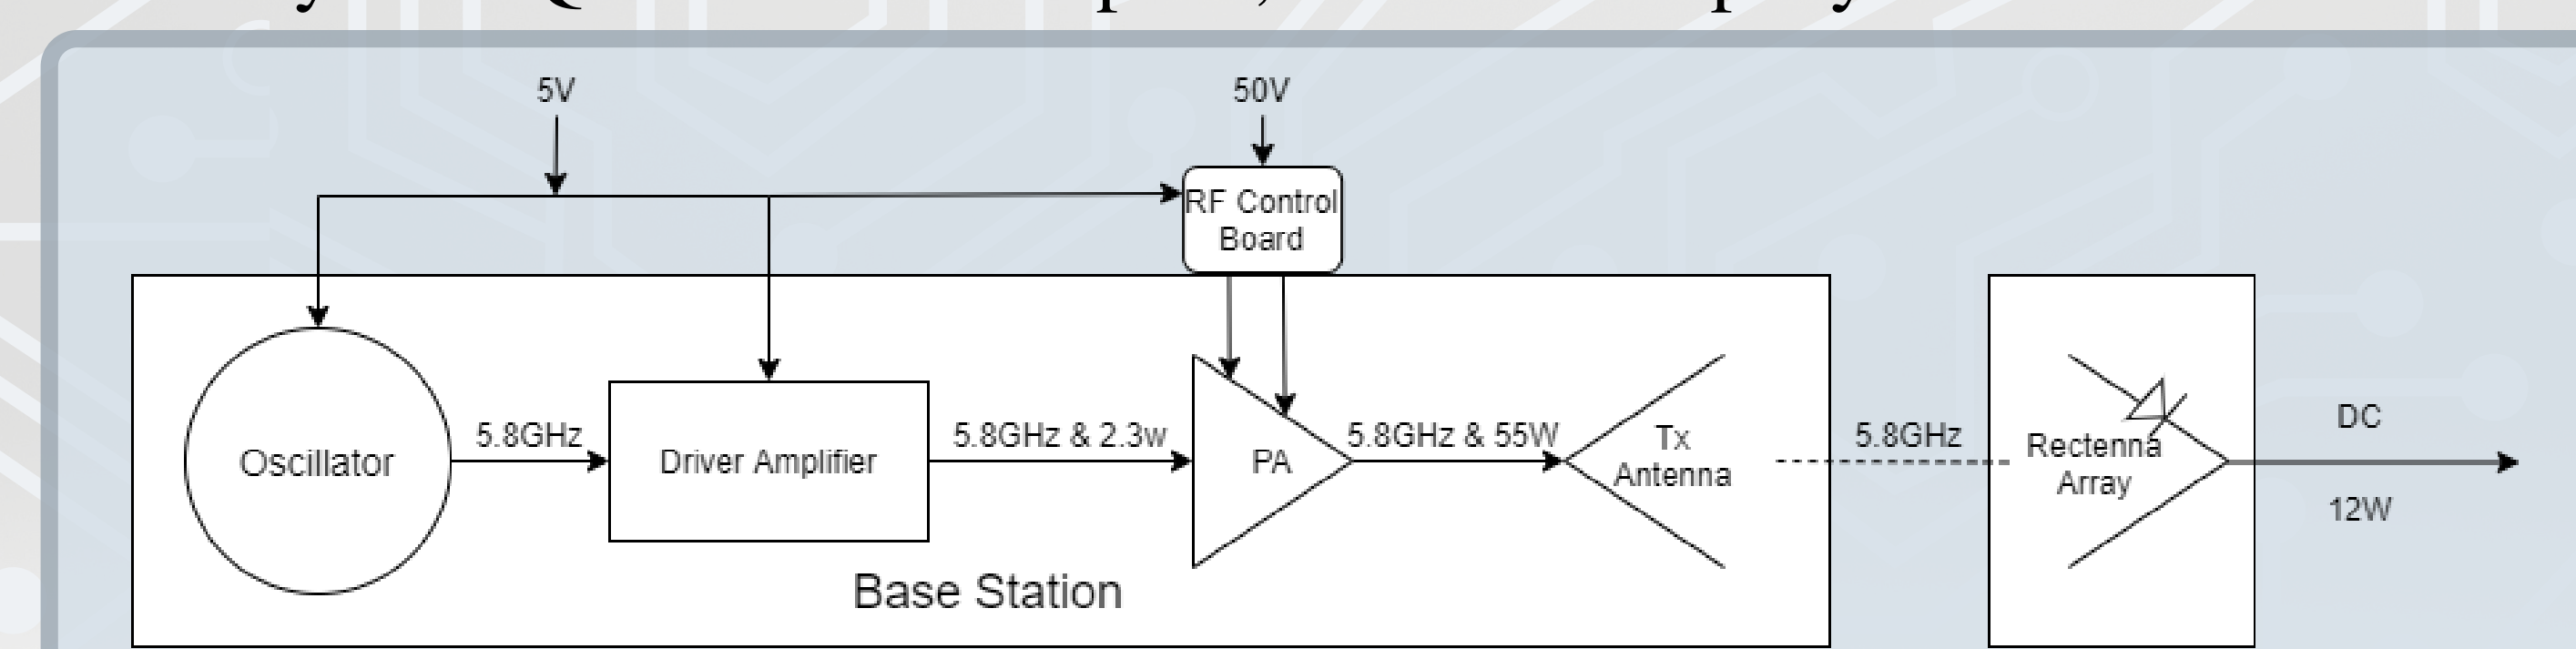 5V
50V
RF Control
Board
Oscillator
5.8GHz
Driver Amplifier
5.8GHz & 2.3w
PA
5.8GHz & 55W
Tx
Antenna
5.8GHz
Rectenna
Array
DC
12W
Base Station